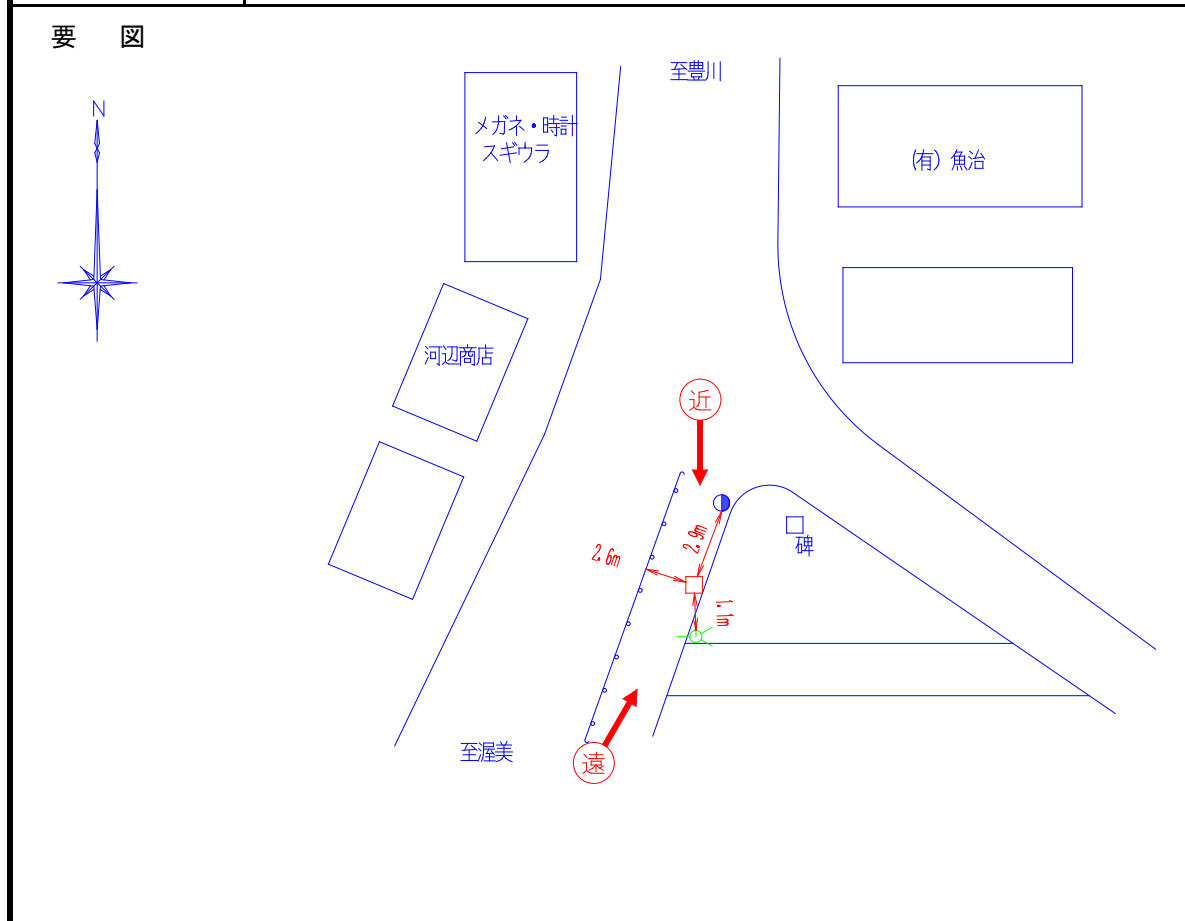 要 図
N
至豊川
メガネ・時計
スギウラ
(有) 魚治
河辺商店
近
碑
2.9m
2.6m
1.1m
至渥美
遠